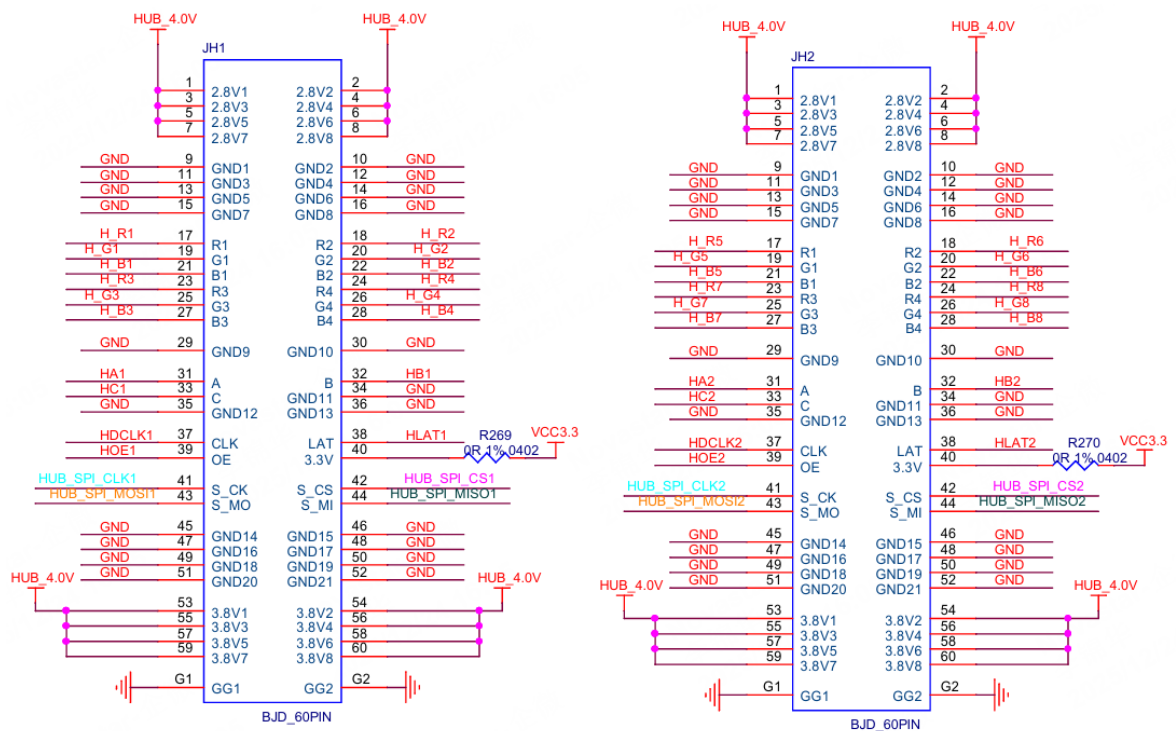 HUB_4.0V HUB_4.0V
JH1
1 2.8V1 2.8V2 2
3 2.8V3 2.8V4 4
5 2.8V5 2.8V6 6
7 2.8V7 2.8V8 8
GND 9 GND1 GND2 10 GND
GND 11 GND3 GND4 12 GND
GND 13 GND5 GND6 14 GND
GND 15 GND7 GND8 16 GND
H_R1 17 R1 R2 18 H_R2
H_G1 19 G1 G2 20 H_G2
H_B1 21 B1 B2 22 H_B2
H_R3 23 R3 R4 24 H_R4
H_G3 25 G3 G4 26 H_G4
H_B3 27 B3 B4 28 H_B4
GND 29 GND9 GND10 30 GND
HA1 31 A B 32 HB1
HC1 33 C GND11 34 GND
GND 35 GND12 GND13 36 GND
HDCLK1 37 CLK LAT 38 HLAT1
HOE1 39 OE 3.3V 40 R269 0R 1% 0402 VCC3.3
HUB_SPI_CLK1 41 S_CK S_CS 42 HUB_SPI_CS1
HUB_SPI_MOSI1 43 S_MO S_MI 44 HUB_SPI_MISO1
GND 45 GND14 GND15 46 GND
GND 47 GND16 GND17 48 GND
GND 49 GND18 GND19 50 GND
GND 51 GND20 GND21 52 GND
HUB_4.0V HUB_4.0V
53 3.8V1 3.8V2 54
55 3.8V3 3.8V4 56
57 3.8V5 3.8V6 58
59 3.8V7 3.8V8 60
G1 GG1 GG2 G2
BJD_60PIN
HUB_4.0V HUB_4.0V
JH2
1 2.8V1 2.8V2 2
3 2.8V3 2.8V4 4
5 2.8V5 2.8V6 6
7 2.8V7 2.8V8 8
GND 9 GND1 GND2 10 GND
GND 11 GND3 GND4 12 GND
GND 13 GND5 GND6 14 GND
GND 15 GND7 GND8 16 GND
H_R5 17 R1 R2 18 H_R6
H_G5 19 G1 G2 20 H_G6
H_B5 21 B1 B2 22 H_B6
H_R7 23 R3 R4 24 H_R8
H_G7 25 G3 G4 26 H_G8
H_B7 27 B3 B4 28 H_B8
GND 29 GND9 GND10 30 GND
HA2 31 A B 32 HB2
HC2 33 C GND11 34 GND
GND 35 GND12 GND13 36 GND
HDCLK2 37 CLK LAT 38 HLAT2
HOE2 39 OE 3.3V 40 R270 0R 1% 0402 VCC3.3
HUB_SPI_CLK2 41 S_CK S_CS 42 HUB_SPI_CS2
HUB_SPI_MOSI2 43 S_MO S_MI 44 HUB_SPI_MISO2
GND 45 GND14 GND15 46 GND
GND 47 GND16 GND17 48 GND
GND 49 GND18 GND19 50 GND
GND 51 GND20 GND21 52 GND
HUB_4.0V HUB_4.0V
53 3.8V1 3.8V2 54
55 3.8V3 3.8V4 56
57 3.8V5 3.8V6 58
59 3.8V7 3.8V8 60
G1 GG1 GG2 G2
BJD_60PIN